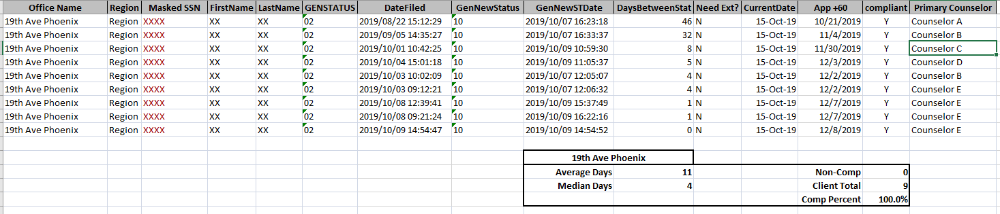 Office Name Region Masked SSN FirstName LastName GENSTATUS DateFiled GenNewStatus GenNewSTDate DaysBetweenStat Need Ext? CurrentDate App +60 compliant Primary Counselor
19th Ave Phoenix Region XXXX XX XX 02 2019/08/22 15:12:29 10 2019/10/07 16:23:18 46 N 15-Oct-19 10/21/2019 Y Counselor A
19th Ave Phoenix Region XXXX XX XX 02 2019/09/05 14:35:27 10 2019/10/07 16:33:37 32 N 15-Oct-19 11/4/2019 Y Counselor B
19th Ave Phoenix Region XXXX XX XX 02 2019/10/01 10:42:25 10 2019/10/09 10:59:30 8 N 15-Oct-19 11/30/2019 Y Counselor C
19th Ave Phoenix Region XXXX XX XX 02 2019/10/04 15:01:18 10 2019/10/09 11:05:37 5 N 15-Oct-19 12/3/2019 Y Counselor D
19th Ave Phoenix Region XXXX XX XX 02 2019/10/03 10:02:09 10 2019/10/07 12:05:07 4 N 15-Oct-19 12/2/2019 Y Counselor B
19th Ave Phoenix Region XXXX XX XX 02 2019/10/03 09:12:21 10 2019/10/07 12:06:32 4 N 15-Oct-19 12/2/2019 Y Counselor E
19th Ave Phoenix Region XXXX XX XX 02 2019/10/08 12:39:41 10 2019/10/09 15:37:49 1 N 15-Oct-19 12/7/2019 Y Counselor E
19th Ave Phoenix Region XXXX XX XX 02 2019/10/08 09:21:24 10 2019/10/09 16:22:16 1 N 15-Oct-19 12/7/2019 Y Counselor E
19th Ave Phoenix Region XXXX XX XX 02 2019/10/09 14:54:47 10 2019/10/09 14:54:52 0 N 15-Oct-19 12/8/2019 Y Counselor E
19th Ave Phoenix
Average Days 11 Non-Comp 0
Median Days 4 Client Total 9
Comp Percent 100.0%